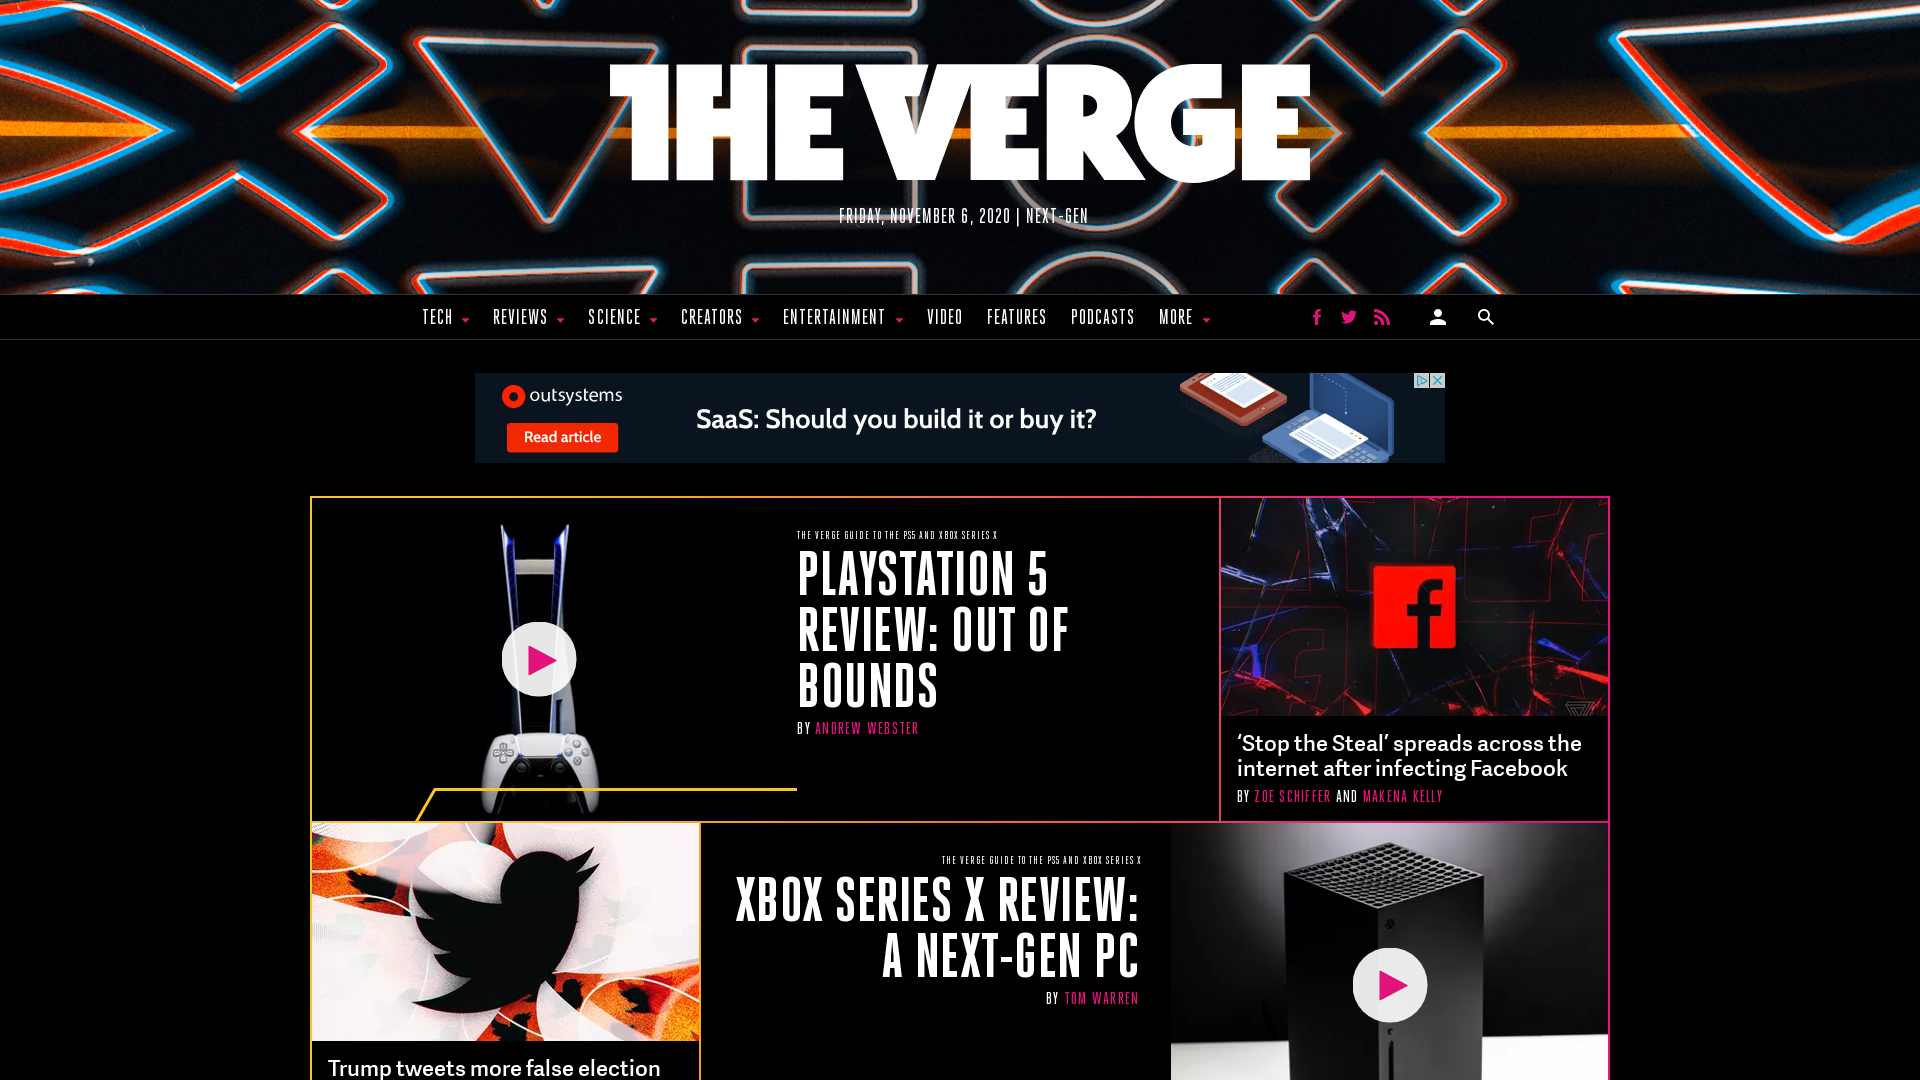 THE VERGE
FRIDAY, NOVEMBER 6, 2020 | NEXT-GEN
TECH REVIEWS SCIENCE CREATORS ENTERTAINMENT VIDEO FEATURES PODCASTS MORE
outsystems
Read article
SaaS: Should you build it or buy it?
THE VERGE GUIDE TO THE PS5 AND XBOX SERIES X
PLAYSTATION 5
REVIEW: OUT OF
BOUNDS
BY ANDREW WEBSTER
‘Stop the Steal’ spreads across the
internet after infecting Facebook
BY ZOE SCHIFFER AND MAKENA KELLY
THE VERGE GUIDE TO THE PS5 AND XBOX SERIES X
XBOX SERIES X REVIEW:
A NEXT-GEN PC
BY TOM WARREN
Trump tweets more false election